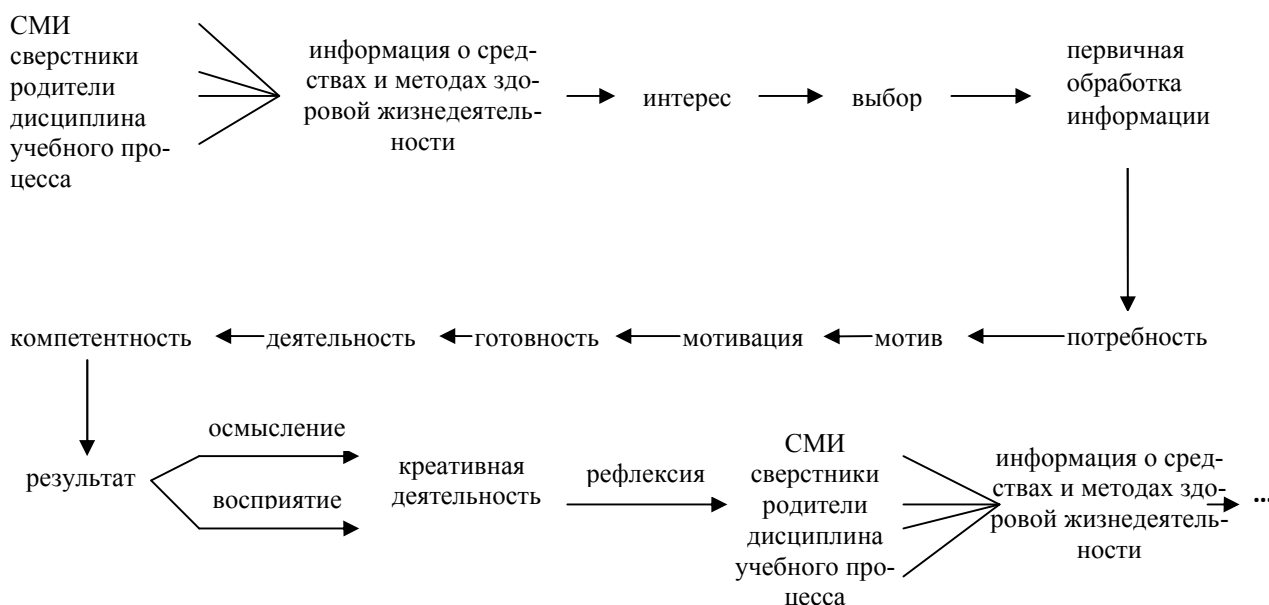 СМИ
сверстники
родители
дисциплина
учебного про-
цесса
информация о сред-
ствах и методах здо-
ровой жизнедеятель-
ности
интерес
выбор
первичная
обработка
информации
компетентность
деятельность
готовность
мотивация
мотив
потребность
результат
осмысление
восприятие
креативная
деятельность
рефлексия
СМИ
сверстники
родители
дисциплина
учебного про-
цесса
информация о сред-
ствах и методах здо-
ровой жизнедеятель-
ности
...